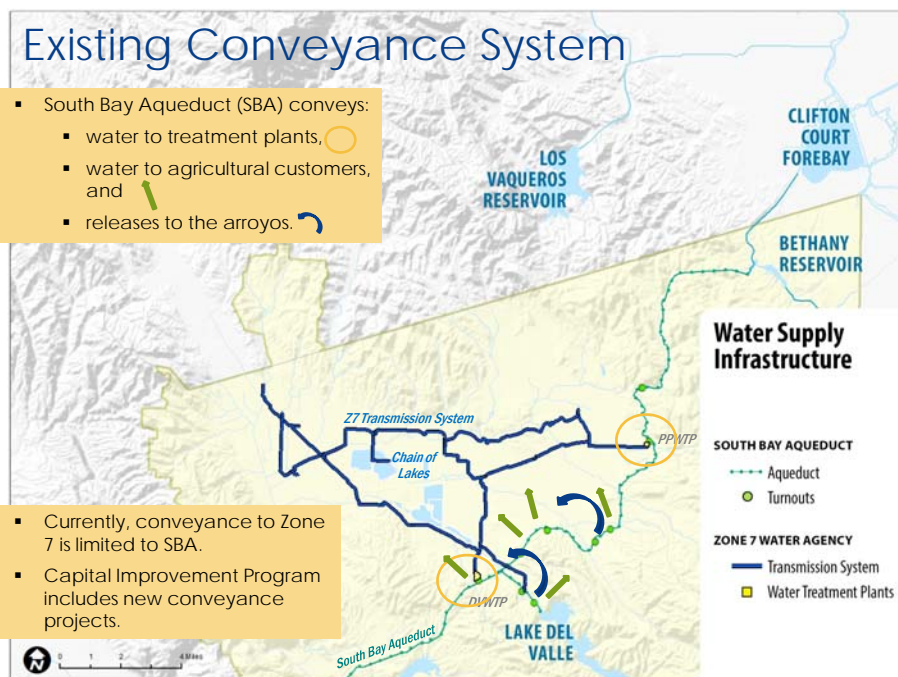 Existing Conveyance System
▪ South Bay Aqueduct (SBA) conveys:
▪ water to treatment plants,
▪ water to agricultural customers,
and
▪ releases to the arroyos.
CLIFTON
COURT
FOREBAY
LOS
VAQUEROS
RESERVOIR
BETHANY
RESERVOIR
Z7 Transmission System
Chain of
Lakes
PPWTP
DVWTP
LAKE DEL
VALLE
South Bay Aqueduct
▪ Currently, conveyance to Zone
7 is limited to SBA.
▪ Capital Improvement Program
includes new conveyance
projects.
N
0 1 2 4 Miles
Water Supply
Infrastructure
SOUTH BAY AQUEDUCT
Aqueduct
Turnouts
ZONE 7 WATER AGENCY
Transmission System
Water Treatment Plants